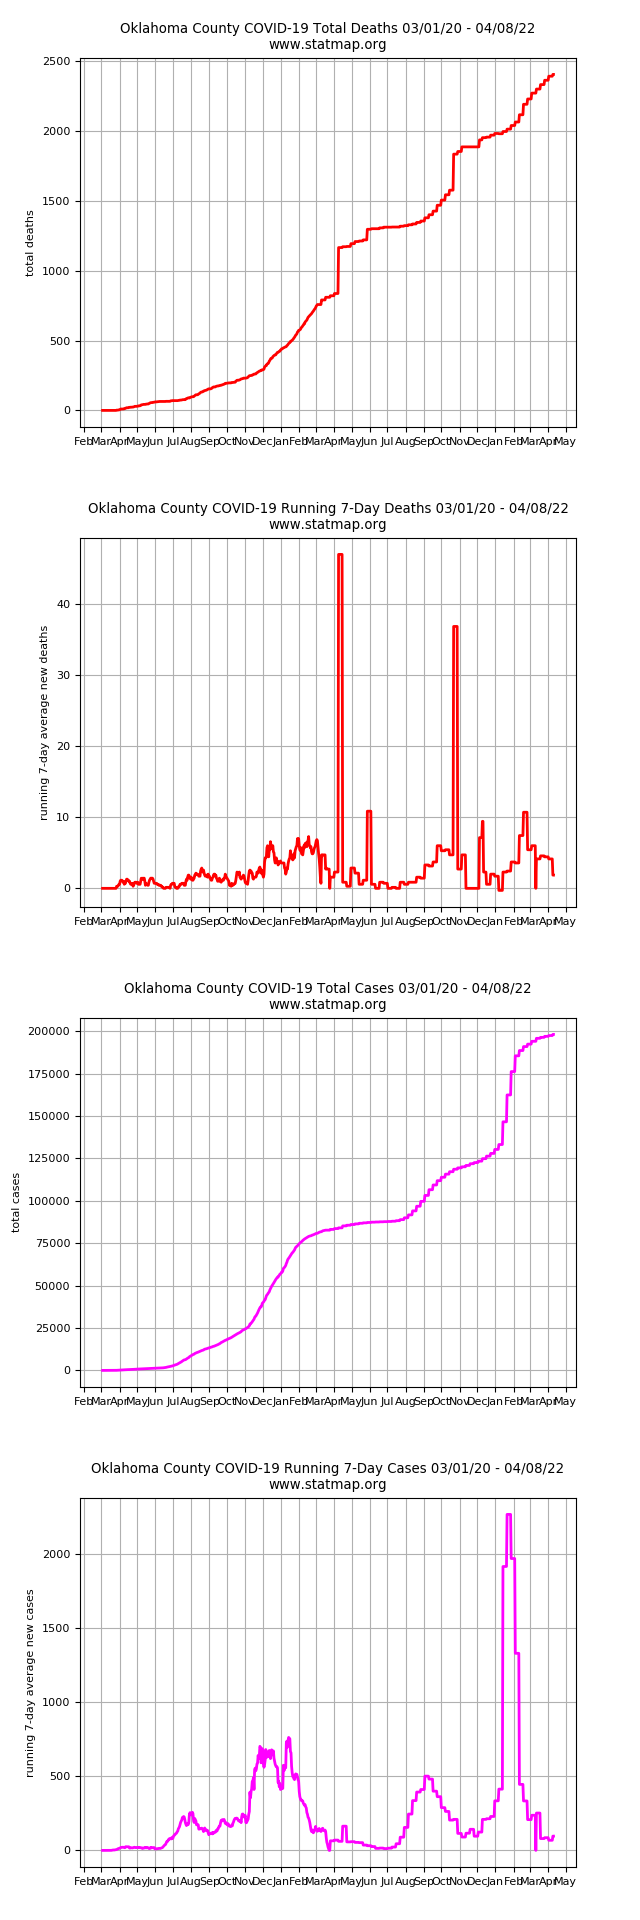 Oklahoma County COVID-19 Total Deaths 03/01/20 - 04/08/22
www.statmap.org
2500
2000
1500
1000
500
0
total deaths
Feb Mar Apr May Jun Jul Aug Sep Oct Nov Dec Jan Feb Mar Apr May Jun Jul Aug Sep Oct Nov Dec Jan Feb Mar Apr May
Oklahoma County COVID-19 Running 7-Day Deaths 03/01/20 - 04/08/22
www.statmap.org
40
30
20
10
0
running 7-day average new deaths
Feb Mar Apr May Jun Jul Aug Sep Oct Nov Dec Jan Feb Mar Apr May Jun Jul Aug Sep Oct Nov Dec Jan Feb Mar Apr May
Oklahoma County COVID-19 Total Cases 03/01/20 - 04/08/22
www.statmap.org
200000
175000
150000
125000
100000
75000
50000
25000
0
total cases
Feb Mar Apr May Jun Jul Aug Sep Oct Nov Dec Jan Feb Mar Apr May Jun Jul Aug Sep Oct Nov Dec Jan Feb Mar Apr May
Oklahoma County COVID-19 Running 7-Day Cases 03/01/20 - 04/08/22
www.statmap.org
2000
1500
1000
500
0
running 7-day average new cases
Feb Mar Apr May Jun Jul Aug Sep Oct Nov Dec Jan Feb Mar Apr May Jun Jul Aug Sep Oct Nov Dec Jan Feb Mar Apr May